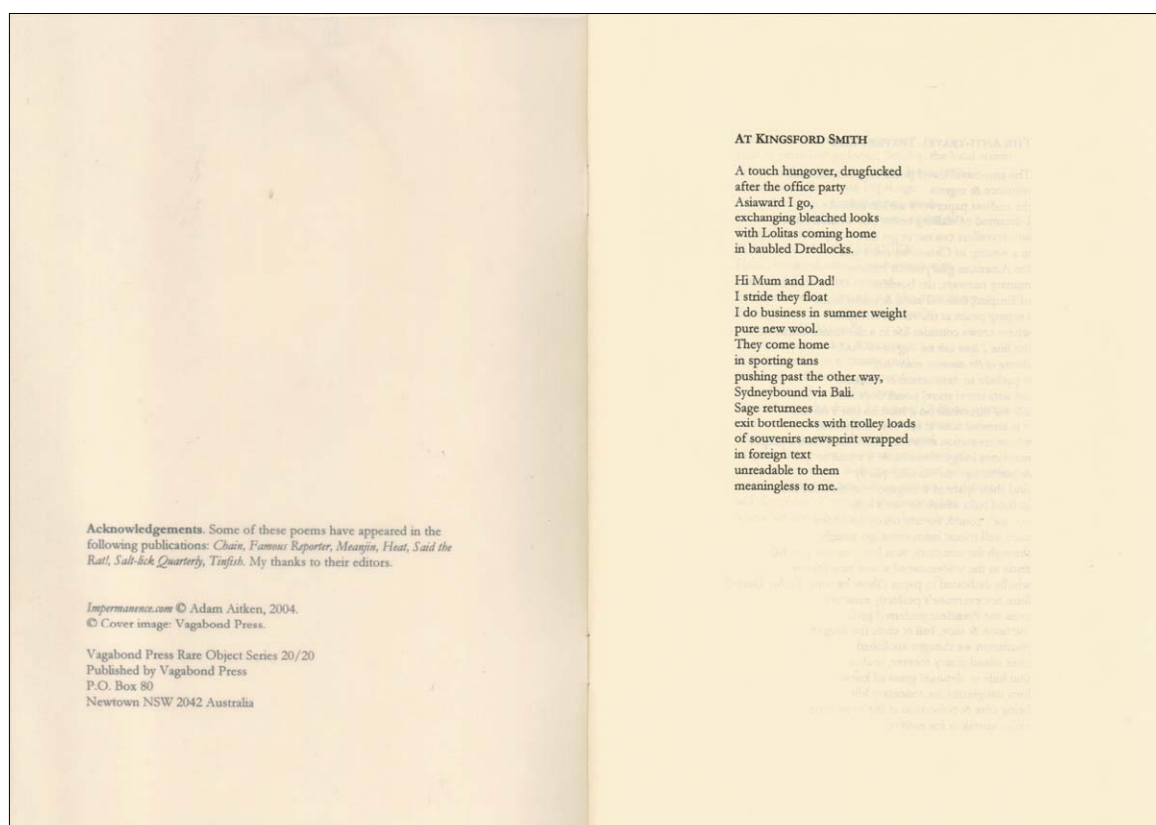 Acknowledgements. Some of these poems have appeared in the
following publications: Chain, Famous Reporter, Meanjin, Heat, Said the
Rat!, Salt-lick Quarterly, Tinfish. My thanks to their editors.
Impermanence.com © Adam Aitken, 2004.
© Cover image: Vagabond Press.
Vagabond Press Rare Object Series 20/20
Published by Vagabond Press
P.O. Box 80
Newtown NSW 2042 Australia
AT KINGSFORD SMITH
A touch hungover, drugfucked
after the office party
Asiaward I go,
exchanging bleached looks
with Lolitas coming home
in baubled Dredlocks.
Hi Mum and Dad!
I stride they float
I do business in summer weight
pure new wool.
They come home
in sporting tans
pushing past the other way,
Sydneybound via Bali.
Sage returnees
exit bottlenecks with trolley loads
of souvenirs newsprint wrapped
in foreign text
unreadable to them
meaningless to me.